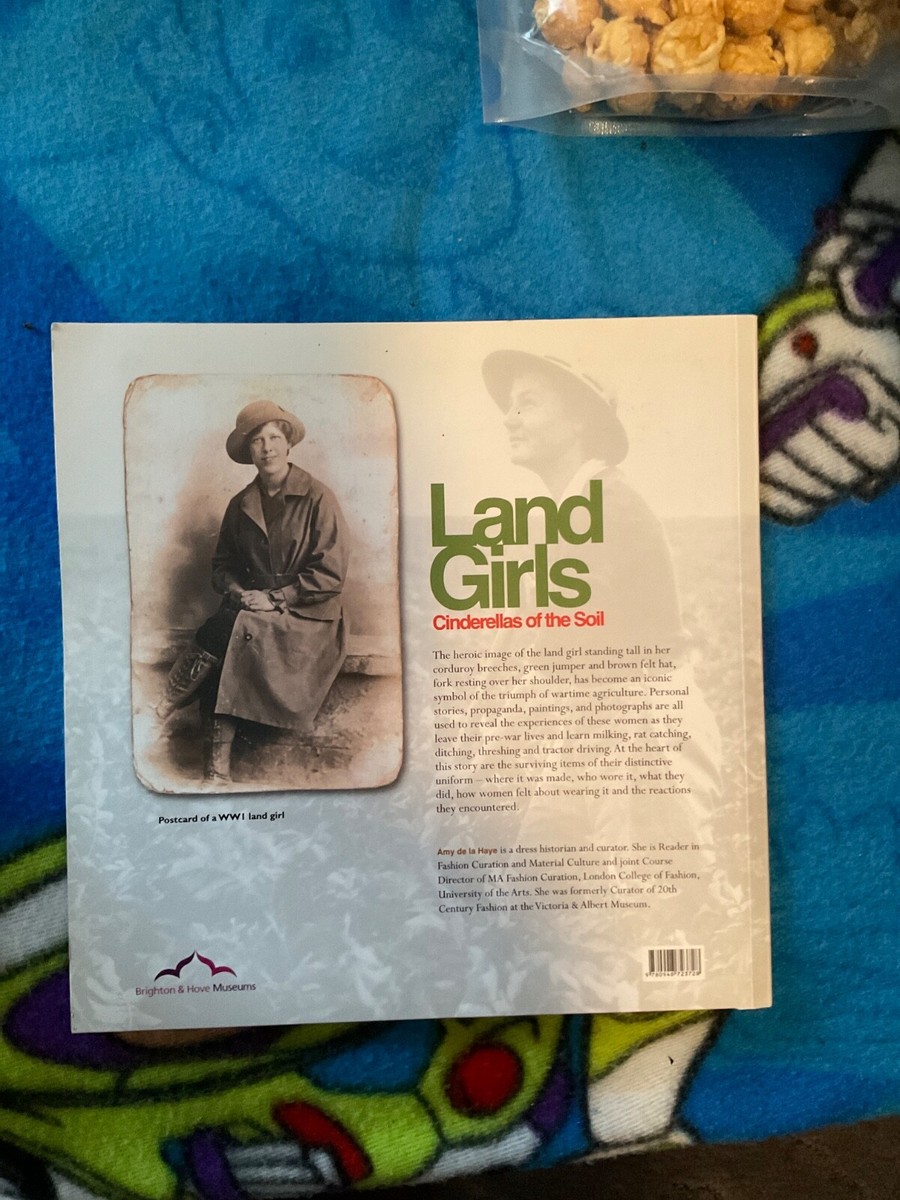 Land
Girls
Cinderellas of the Soil
The heroic image of the land girl standing tall in her
corduroy breeches, green jumper and brown felt hat,
fork resting over her shoulder, has become an iconic
symbol of the triumph of wartime agriculture. Personal
stories, propaganda, paintings, and photographs are all
used to reveal the experiences of these women as they
leave their pre-war lives and learn milking, rat catching,
ditching, threshing and tractor driving. At the heart of
this story are the surviving items of their distinctive
uniform – where it was made, who wore it, what they
did, how women felt about wearing it and the reactions
they encountered.
Postcard of a WW1 land girl
Amy de la Haye is a dress historian and curator. She is Reader in
Fashion Curation and Material Culture and joint Course
Director of MA Fashion Curation, London College of Fashion,
University of the Arts. She was formerly Curator of 20th
Century Fashion at the Victoria & Albert Museum.
Brighton & Hove Museums